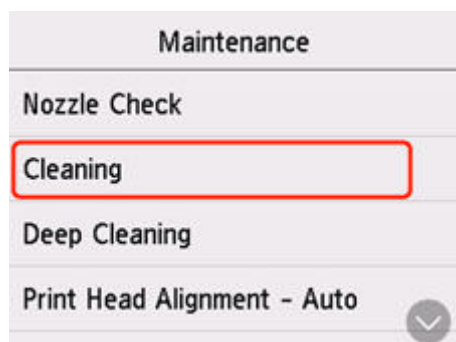 Maintenance
Nozzle Check
Cleaning
Deep Cleaning
Print Head Alignment - Auto